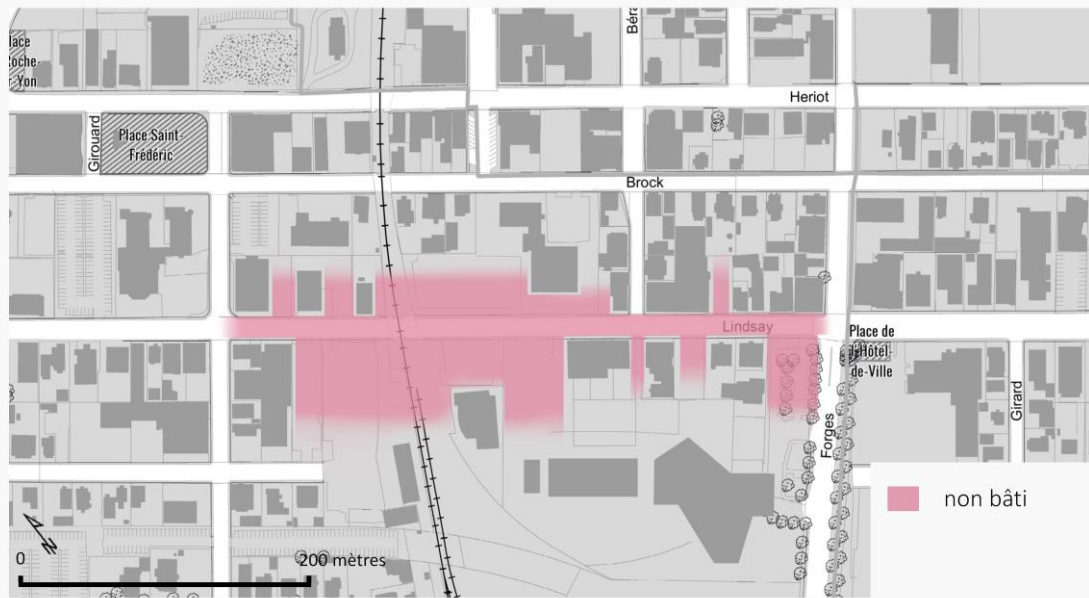 Béra
lace
Roche-
r-Yon
Heriot
Girouard
Place Saint-
Frédéric
Brock
Lindsay
Place de
l'Hôtel-
de-Ville
Forges
Girard
non bâti
0
200 mètres